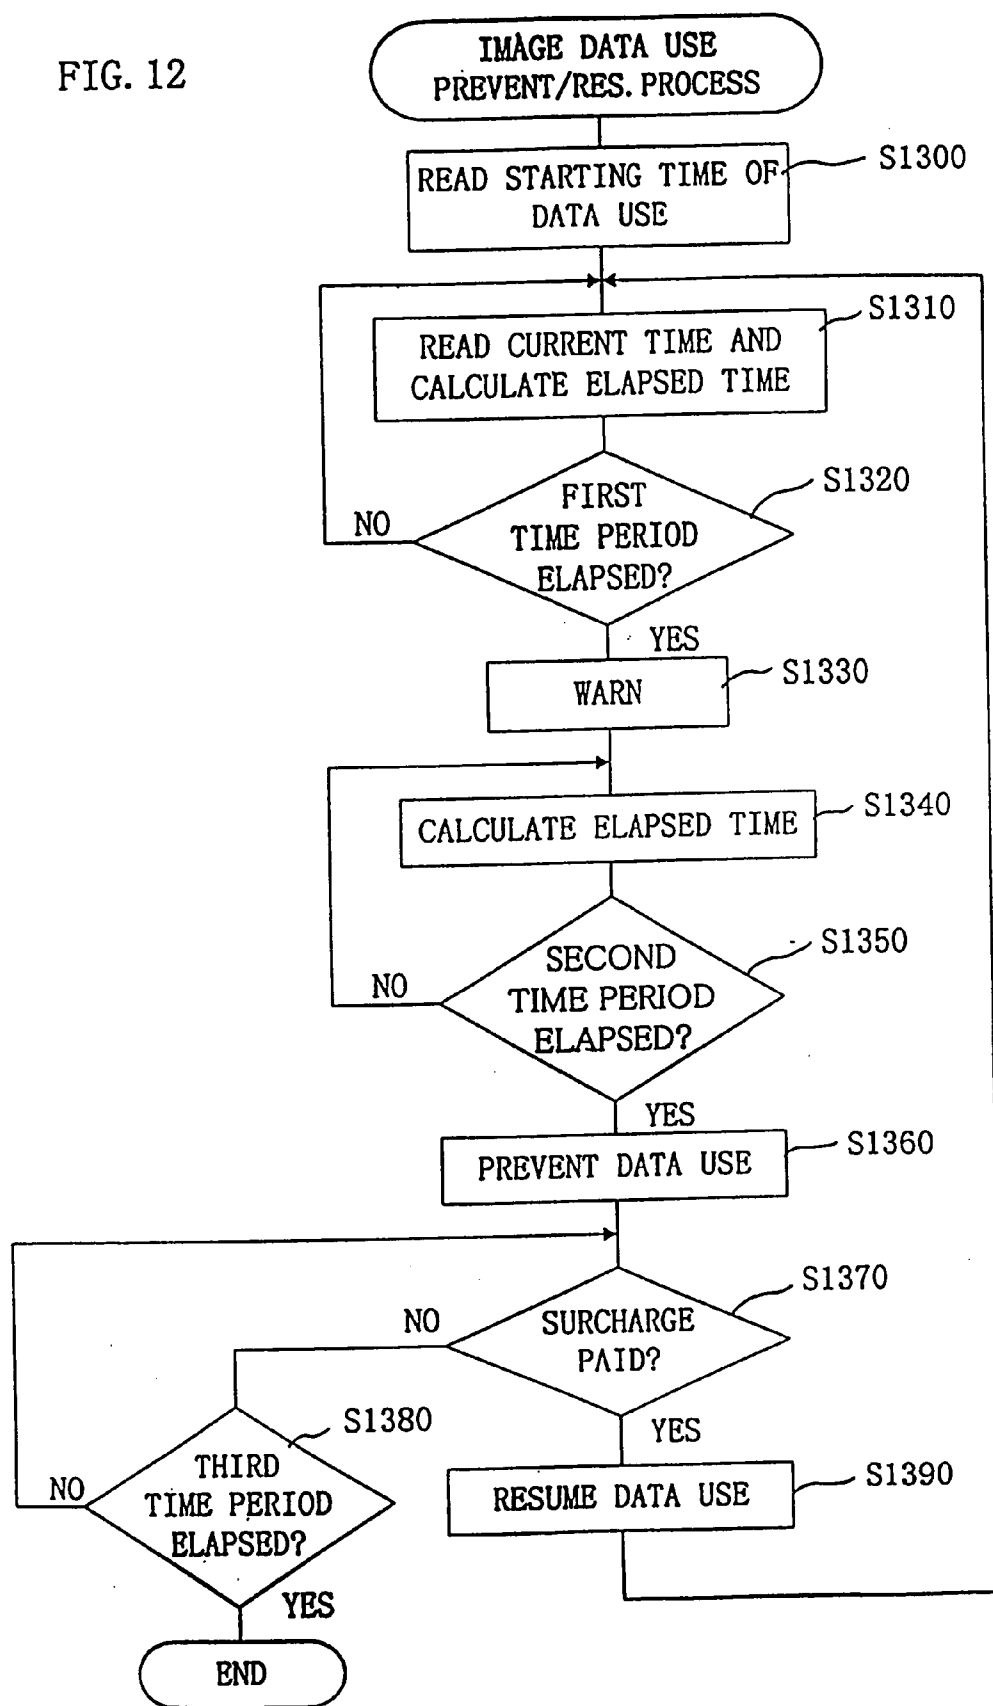 FIG. 12
IMAGE DATA USE
PREVENT/RES. PROCESS
S1300
READ STARTING TIME OF
DATA USE
S1310
READ CURRENT TIME AND
CALCULATE ELAPSED TIME
S1320
FIRST
TIME PERIOD
ELAPSED?
NO
YES
S1330
WARN
S1340
CALCULATE ELAPSED TIME
S1350
SECOND
TIME PERIOD
ELAPSED?
NO
YES
S1360
PREVENT DATA USE
S1370
SURCHARGE
PAID?
NO
YES
S1380
THIRD
TIME PERIOD
ELAPSED?
NO
YES
S1390
RESUME DATA USE
END